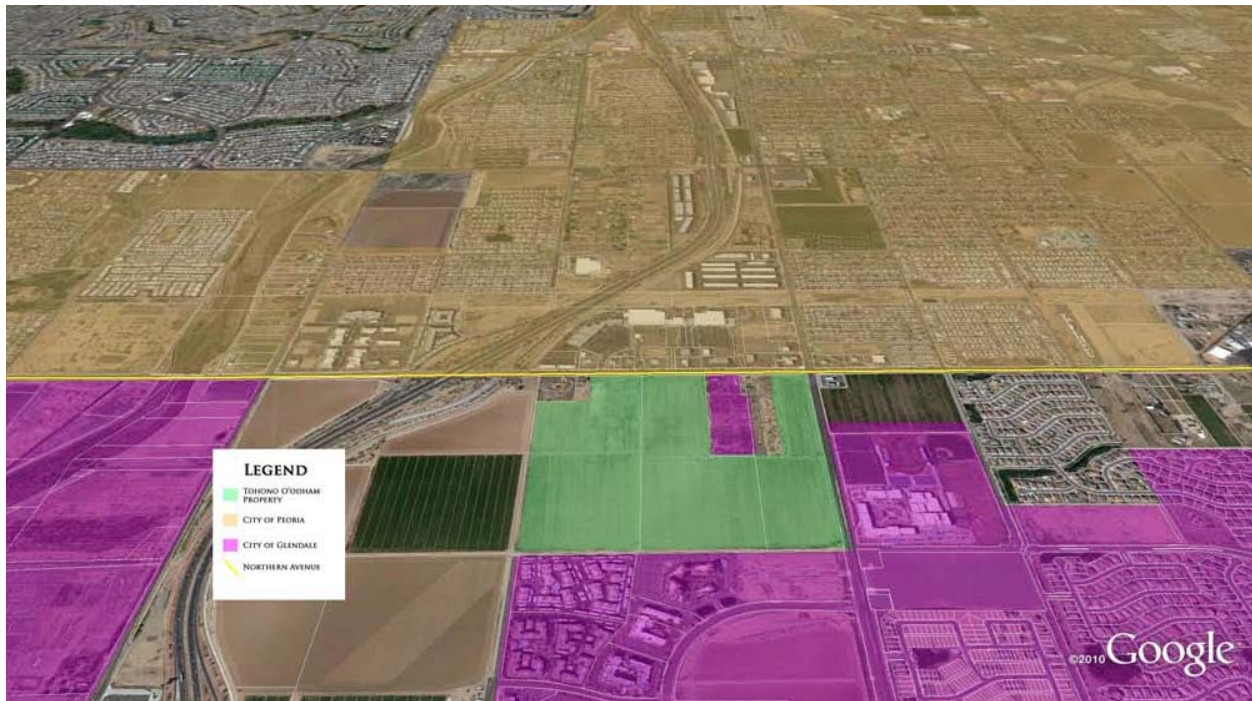 LEGEND
TOHONO O'ODHAM
PROPERTY
CITY OF PEORIA
CITY OF GLENDALE
NORTHERN AVENUE
©2010 Google